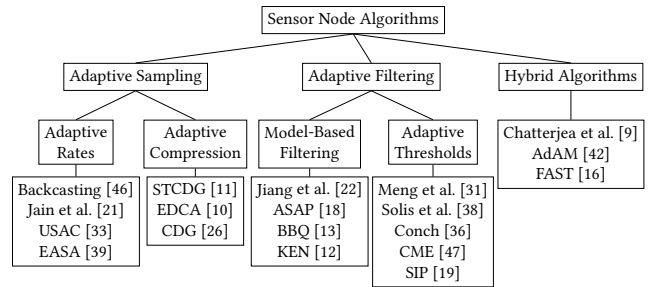 Sensor Node Algorithms
Adaptive Sampling
Adaptive Filtering
Hybrid Algorithms
Adaptive
Rates
Adaptive
Compression
Model-Based
Filtering
Adaptive
Thresholds
Chatterjea et al. [9]
AdAM [42]
FAST [16]
Backcasting [46]
Jain et al. [21]
USAC [33]
EASA [39]
STCDG [11]
EDCA [10]
CDG [26]
Jiang et al. [22]
ASAP [18]
BBQ [13]
KEN [12]
Meng et al. [31]
Solis et al. [38]
Conch [36]
CME [47]
SIP [19]